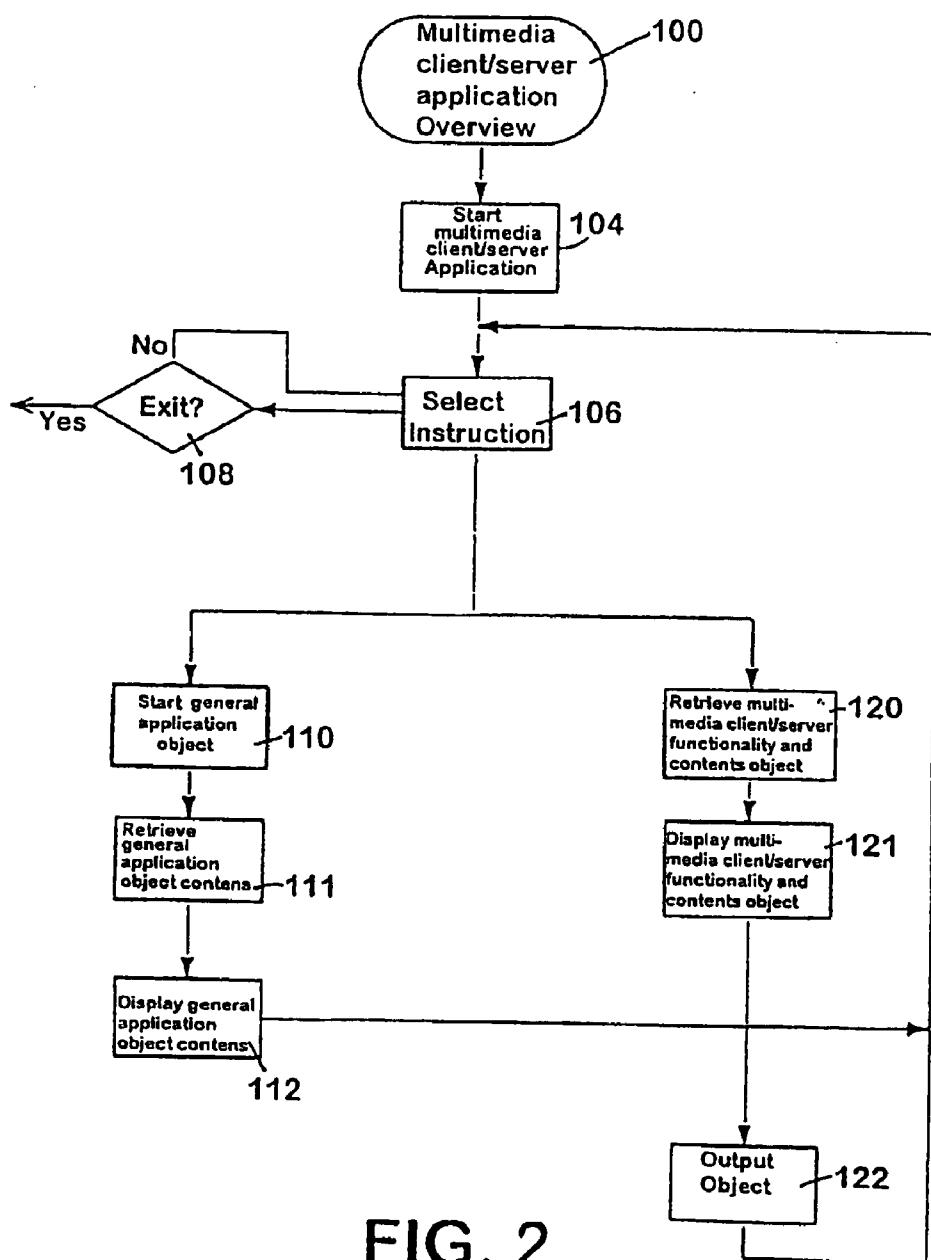 Multimedia
client/server
application
Overview
100
Start
multimedia
client/server
Application
104
No
Exit?
Yes
108
Select
Instruction
106
Start general
application
object
110
Retrieve multi-
media client/server
functionality and
contents object
120
Retrieve
general
application
object contens
111
Display multi-
media client/server
functionality and
contents object
121
Display general
application
object contens
112
Output
Object
122
FIG. 2